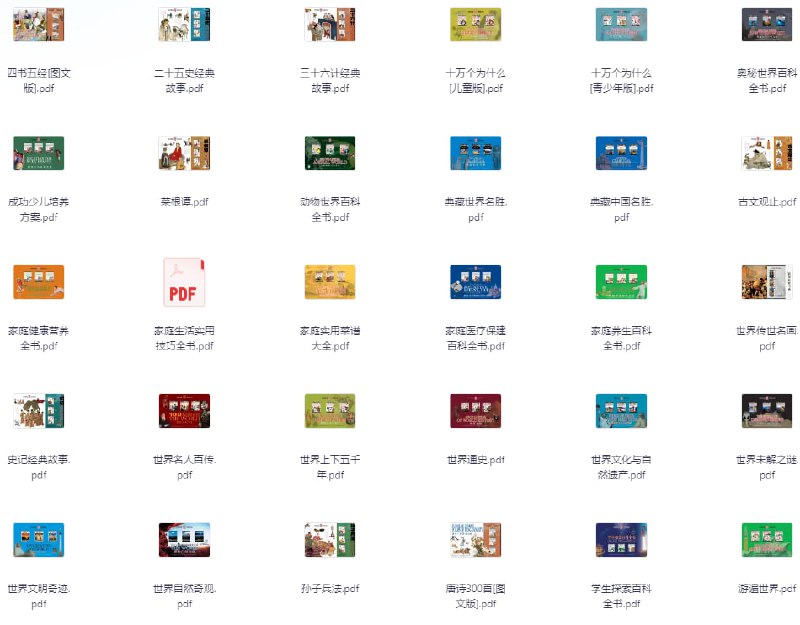 四书五经[图文
版].pdf
二十五史经典
故事.pdf
三十六计经典
故事.pdf
十万个为什么
[儿童版].pdf
十万个为什么
[青少年版].pdf
奥秘世界百科
全书.pdf
成功少儿培养
方案.pdf
菜根谭.pdf
动物世界百科
全书.pdf
典藏世界名胜.
pdf
典藏中国名胜.
pdf
古文观止.pdf
PDF
家庭健康营养
全书.pdf
家庭生活实用
技巧全书.pdf
家庭实用菜谱
大全.pdf
家庭医疗保健
百科全书.pdf
家庭养生百科
全书.pdf
世界传世名画.
pdf
史记经典故事.
pdf
世界名人百传.
pdf
世界上下五千
年.pdf
世界通史.pdf
世界文化与自
然遗产.pdf
世界未解之谜.
pdf
世界文明奇迹.
pdf
世界自然奇观.
pdf
孙子兵法.pdf
唐诗300首[图
文版].pdf
学生探索百科
全书.pdf
游遍世界.pdf